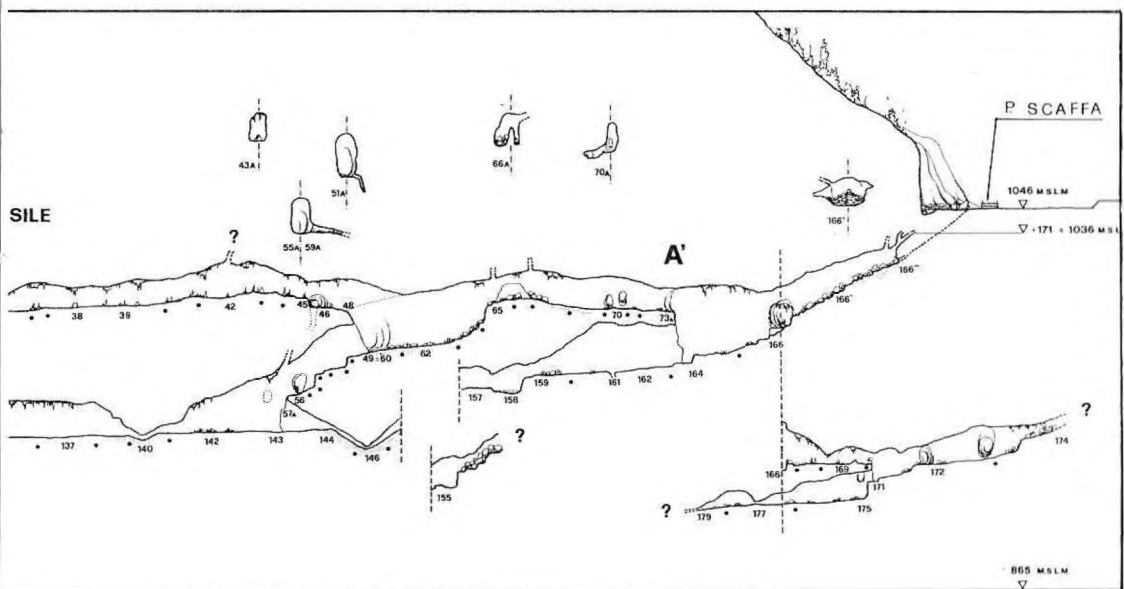 P. SCAFFA
1046 M.S.L.M
+171 = 1036 M.S.L
43A
51A
66A
70A
166'
55A 59A
SILE
?
A'
166'''
166''
38 39 42 45 46 48
65 70 73A
49=60 62
166
56
57A
157 158 159 161 162 164
137 140 142 143 144 146
155
?
166 169 171 172 174
?
? 179 177 175
865 M.S.L.M